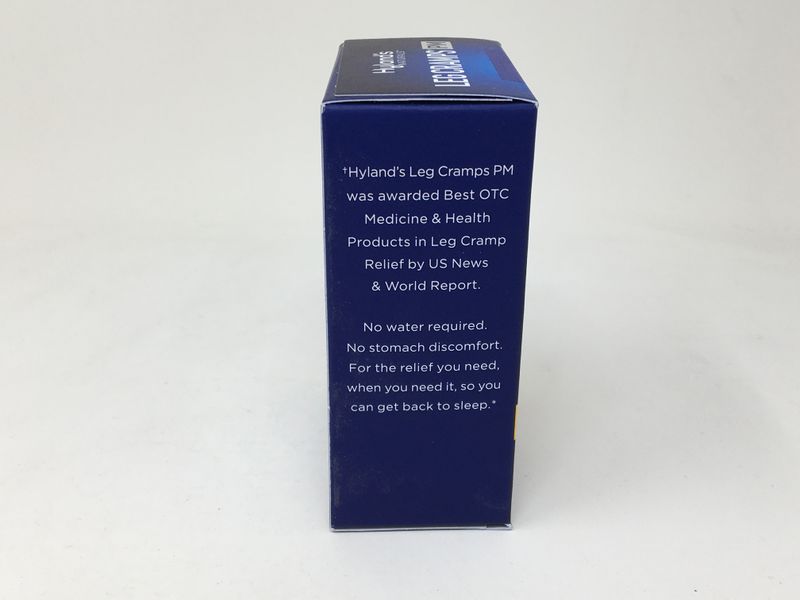 Hyland's
NATURALS
LEG CRAMPS PM
†Hyland's Leg Cramps PM
was awarded Best OTC
Medicine & Health
Products in Leg Cramp
Relief by US News
& World Report.
No water required.
No stomach discomfort.
For the relief you need,
when you need it, so you
can get back to sleep.*